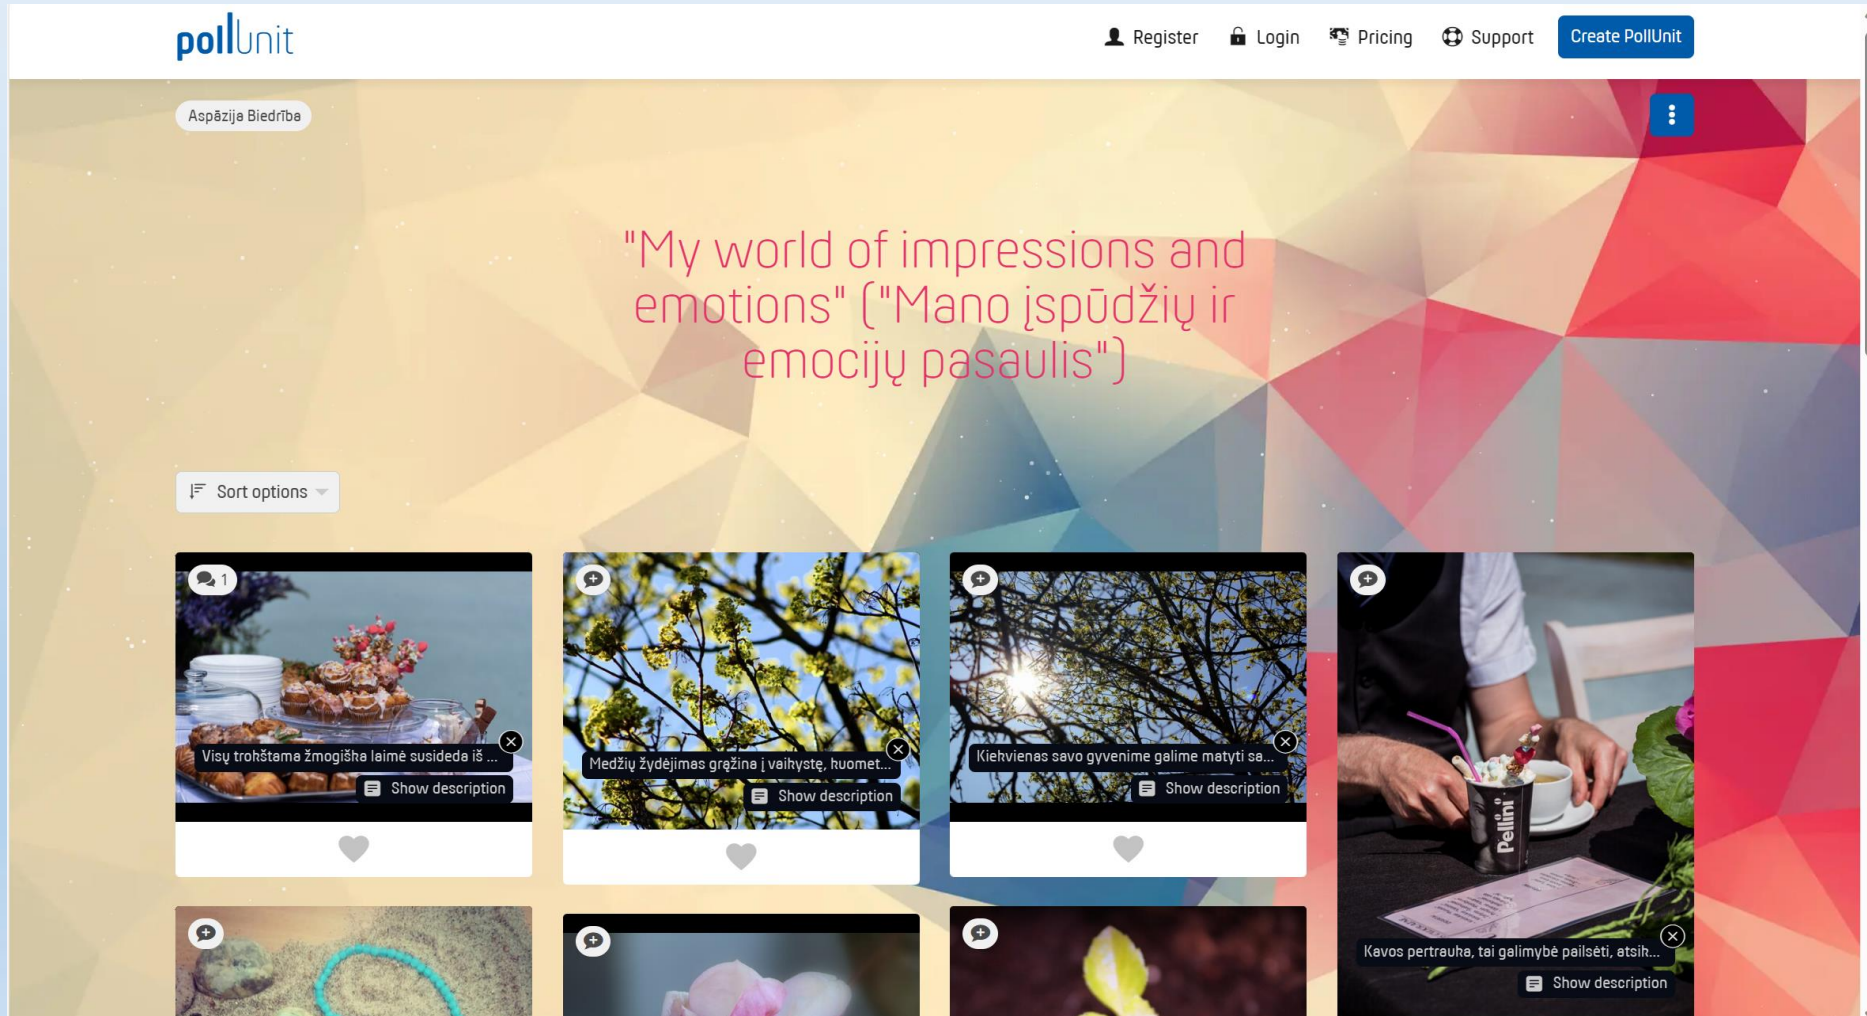 pollUnit
Register
Login
Pricing
Support
Create PollUnit
Aspāzija Biedrība
"My world of impressions and
emotions" ("Mano įspūdžių ir
emocijų pasaulis")
Sort options
1
Visų trokštama žmogiška laimė susideda iš ...
Show description
Medžių žydėjimas grąžina į vaikystę, kuomet...
Show description
Kiekvienas savo gyvenime galime matyti sa...
Show description
Pellini
Kavos pertrauka, tai galimybė pailsėti, atsik...
Show description